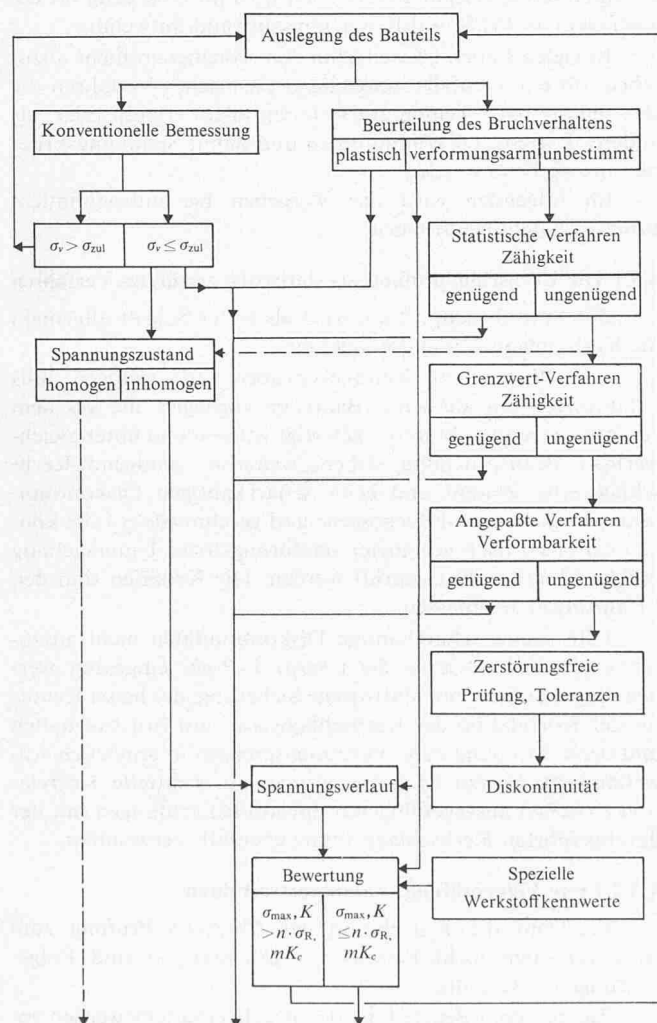 Auslegung des Bauteils
Konventionelle Bemessung
σv > σzul
σv ≤ σzul
Beurteilung des Bruchverhaltens
plastisch verformungsarm unbestimmt
Statistische Verfahren
Zähigkeit
genügend ungenügend
Spannungszustand
homogen inhomogen
Grenzwert-Verfahren
Zähigkeit
genügend ungenügend
Angepaßte Verfahren
Verformbarkeit
genügend ungenügend
Zerstörungsfreie
Prüfung, Toleranzen
Spannungsverlauf
Diskontinuität
Bewertung
σmax, K
> n · σR,
mKc
σmax, K
≤ n · σR,
mKc
Spezielle
Werkstoffkennwerte